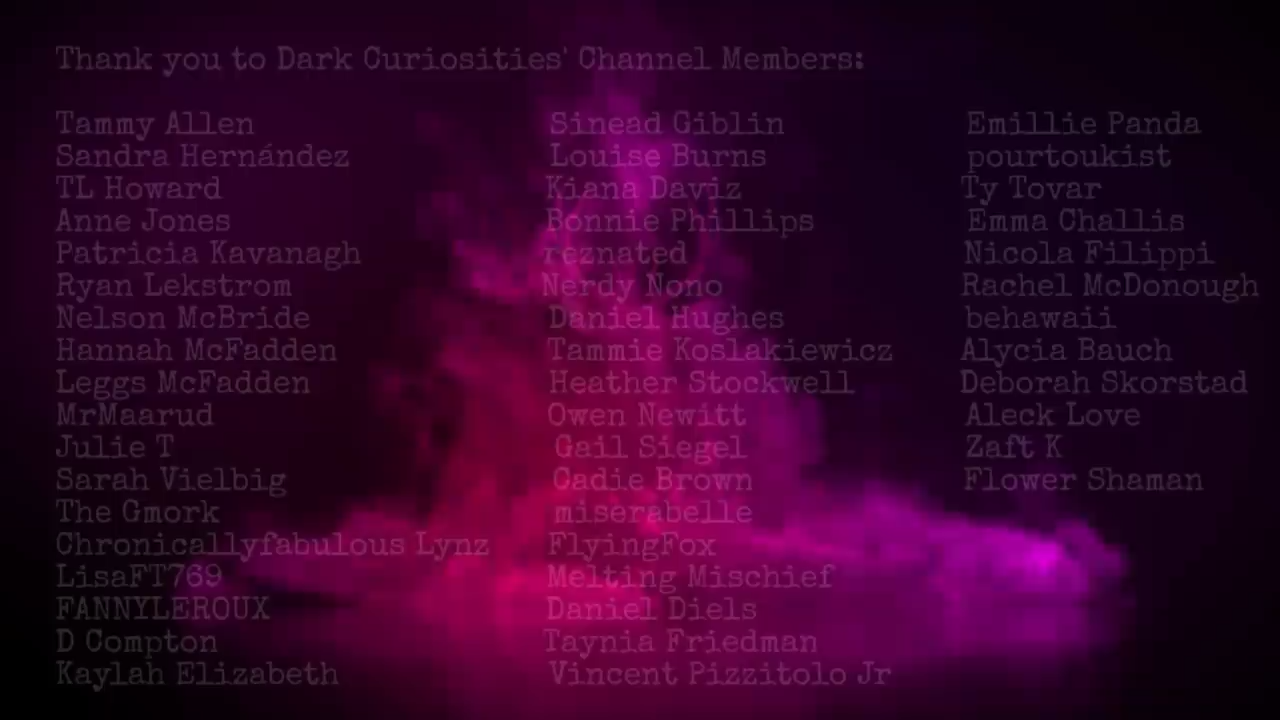 Thank you to Dark Curiosities' Channel Members:
Tammy Allen
Sandra Hernández
TL Howard
Anne Jones
Patricia Kavanagh
Ryan Lekstrom
Nelson McBride
Hannah McFadden
Leggs McFadden
MrMaarud
Julie T
Sarah Vielbig
The Gmork
Chronicallyfabulous Lynz
LisaFT769
FANNYLEROUX
D Compton
Kaylah Elizabeth
Sinead Giblin
Louise Burns
Kiana Daviz
Bonnie Phillips
reznated
Nerdy Nono
Daniel Hughes
Tammie Koslakiewicz
Heather Stockwell
Owen Newitt
Gail Siegel
Cadie Brown
miserabelle
FlyingFox
Melting Mischief
Daniel Diels
Taynia Friedman
Vincent Pizzitolo Jr
Emillie Panda
pourtoukist
Ty Tovar
Emma Challis
Nicola Filippi
Rachel McDonough
behawaii
Alycia Bauch
Deborah Skorstad
Aleck Love
Zaft K
Flower Shaman